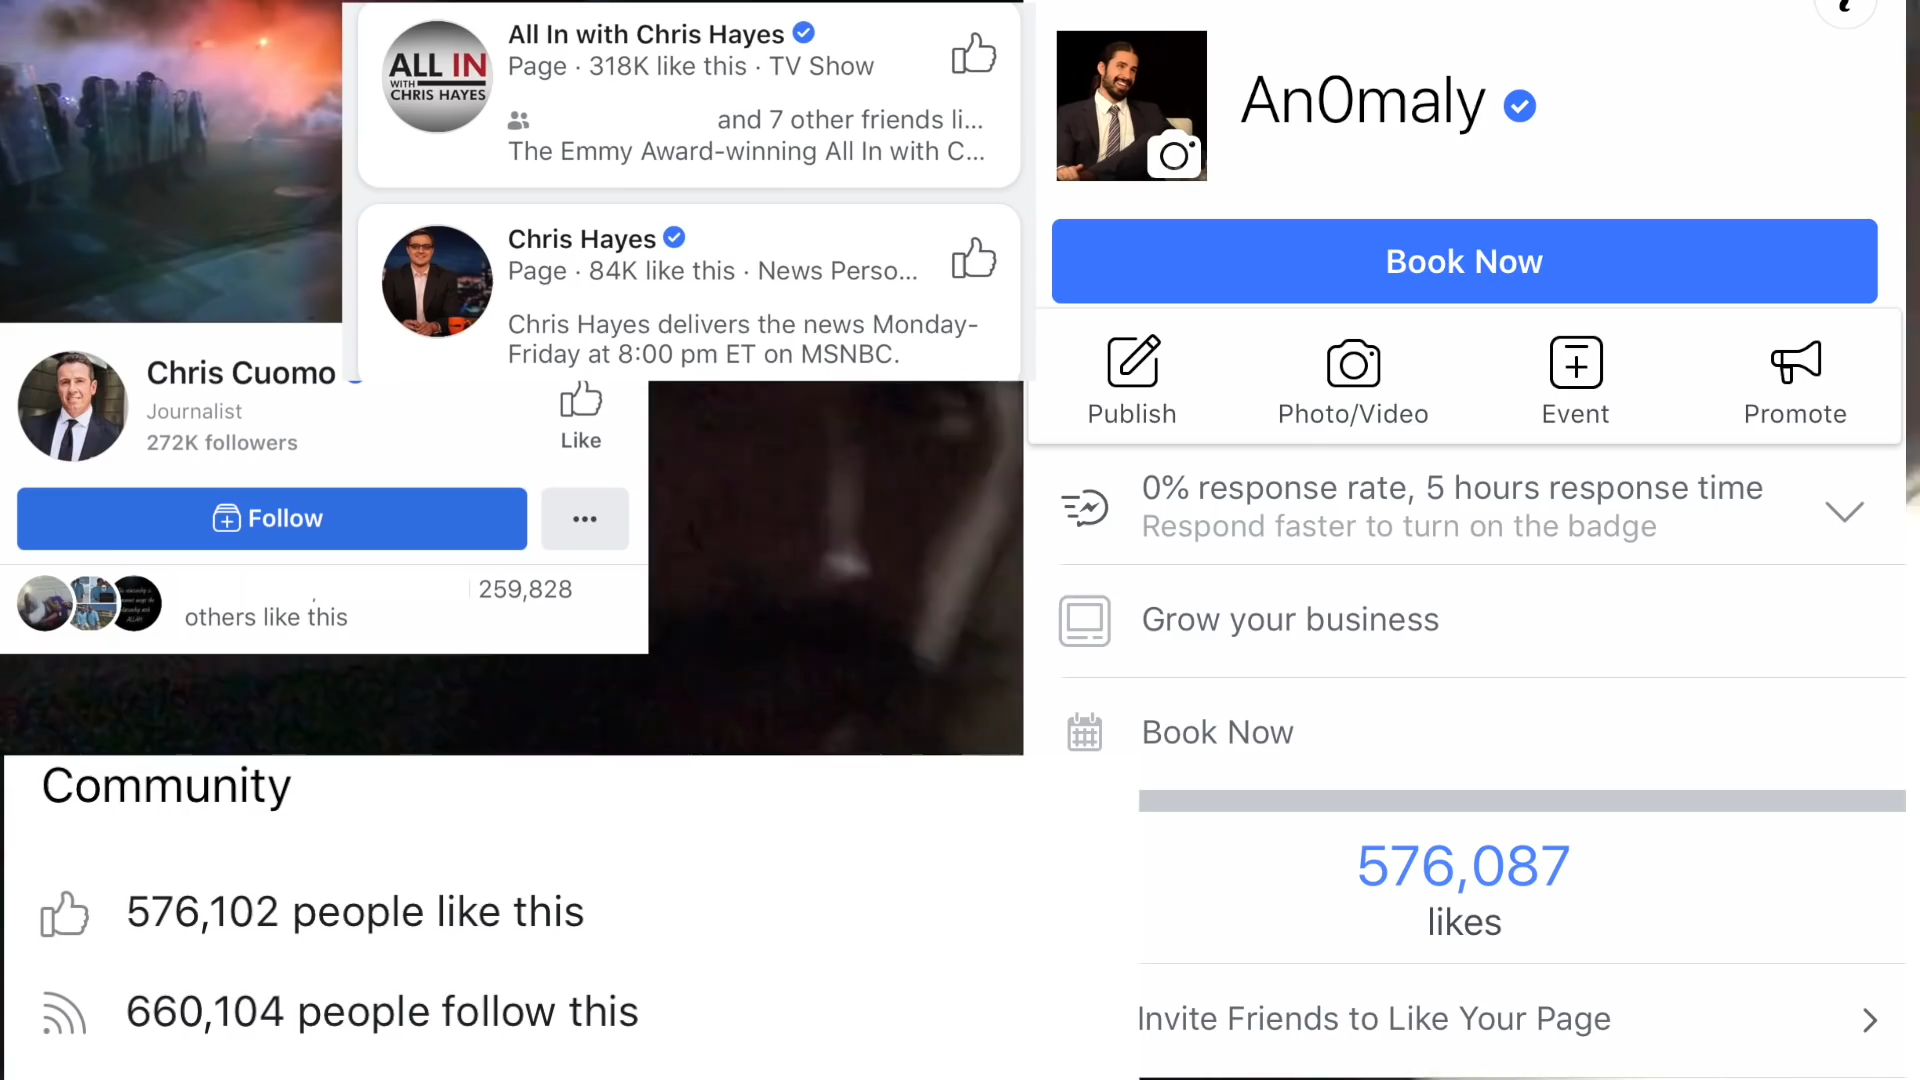 ALL IN
WITH
CHRIS HAYES
All In with Chris Hayes
Page · 318K like this · TV Show
and 7 other friends li...
The Emmy Award-winning All In with C...
Chris Hayes
Page · 84K like this · News Perso...
Chris Hayes delivers the news Monday-
Friday at 8:00 pm ET on MSNBC.
Chris Cuomo
Journalist
272K followers
Like
Follow
259,828
others like this
Community
576,102 people like this
660,104 people follow this
An0maly
Book Now
Publish
Photo/Video
Event
Promote
0% response rate, 5 hours response time
Respond faster to turn on the badge
Grow your business
Book Now
576,087
likes
Invite Friends to Like Your Page